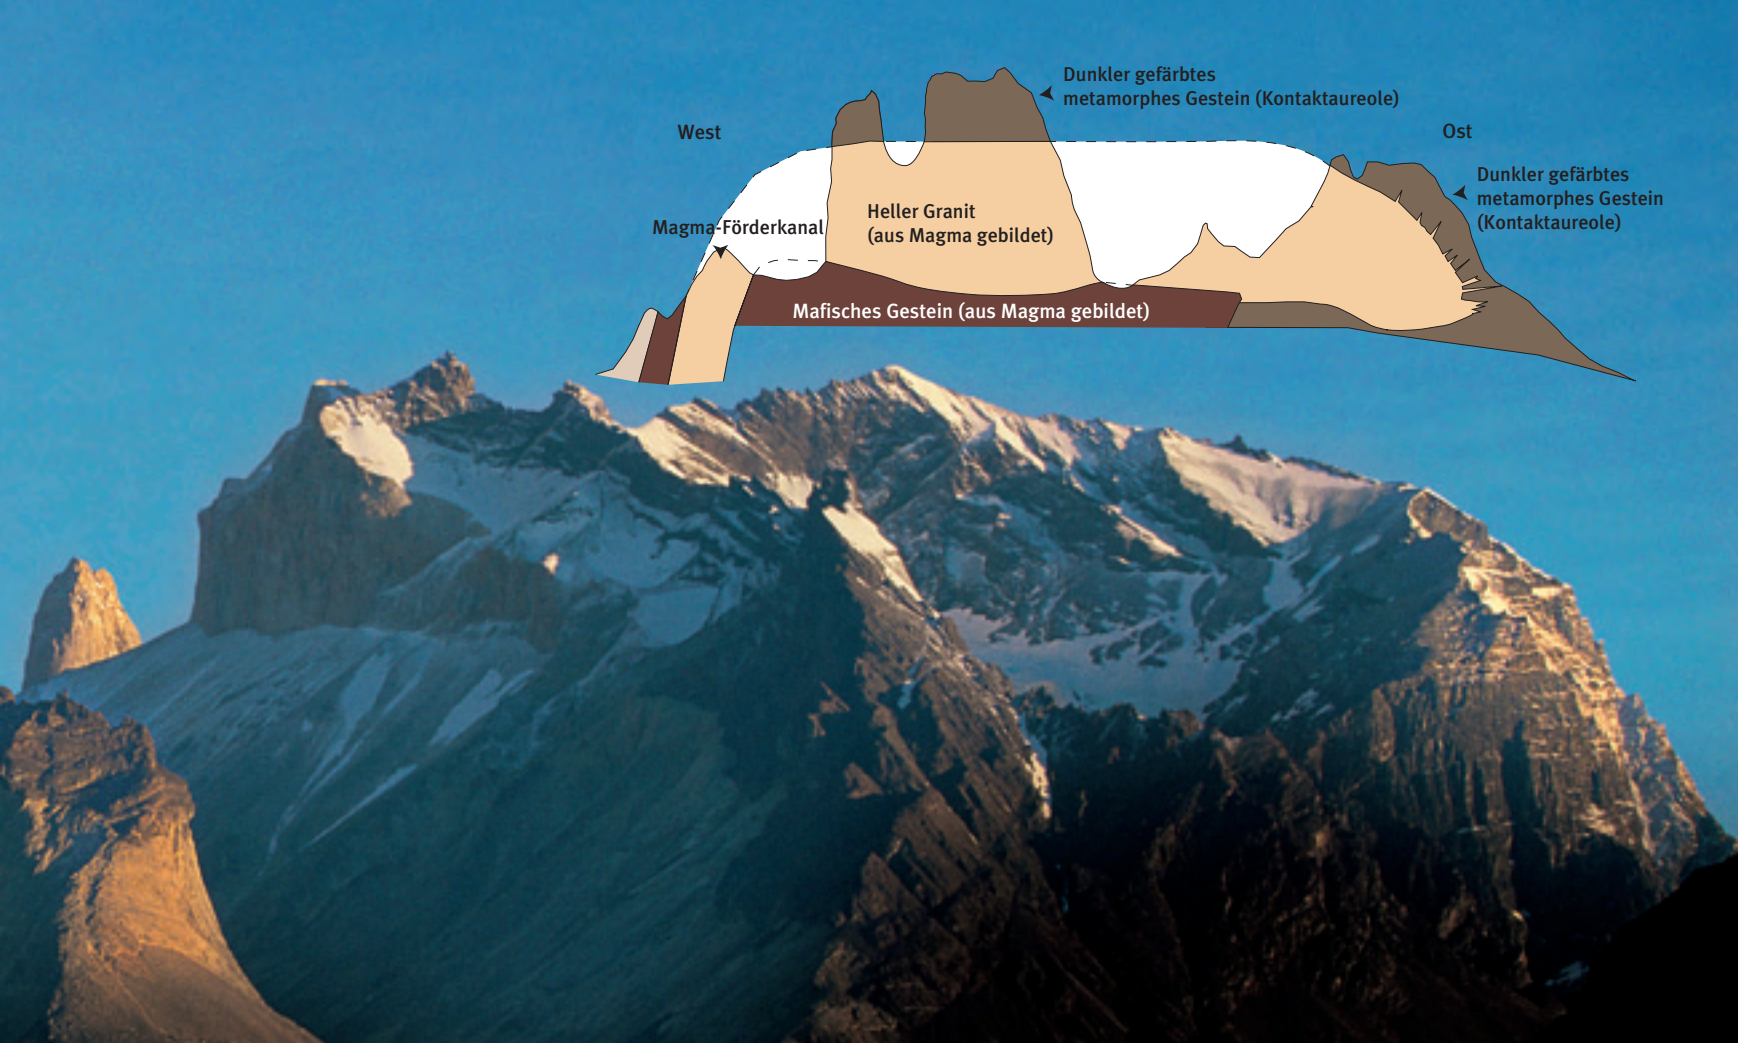 Dunkler gefärbtes
metamorphes Gestein (Kontaktaureole)
West
Ost
Dunkler gefärbtes
metamorphes Gestein
(Kontaktaureole)
Magma-Förderkanal
Heller Granit
(aus Magma gebildet)
Mafisches Gestein (aus Magma gebildet)